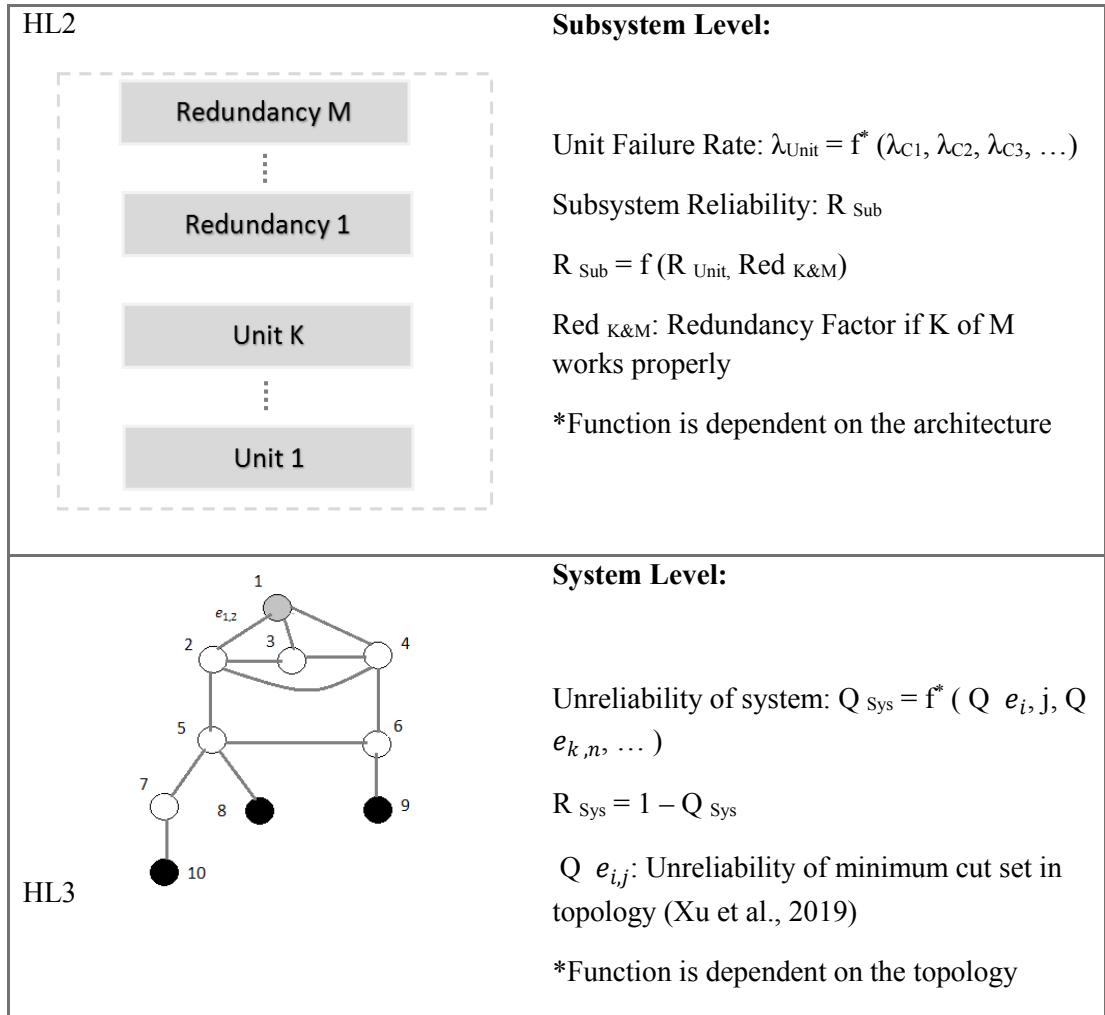 HL2
Redundancy M
Redundancy 1
Unit K
Unit 1
Subsystem Level:
Unit Failure Rate: λUnit = f* (λC1, λC2, λC3, …)
Subsystem Reliability: R Sub
R Sub = f (R Unit, Red K&M)
Red K&M: Redundancy Factor if K of M
works properly
*Function is dependent on the architecture
HL3
1
e1,2
2
3
4
5
6
7
8
9
10
System Level:
Unreliability of system: Q Sys = f* ( Q ei, j, Q
ek ,n, … )
R Sys = 1 – Q Sys
Q ei,j: Unreliability of minimum cut set in
topology (Xu et al., 2019)
*Function is dependent on the topology